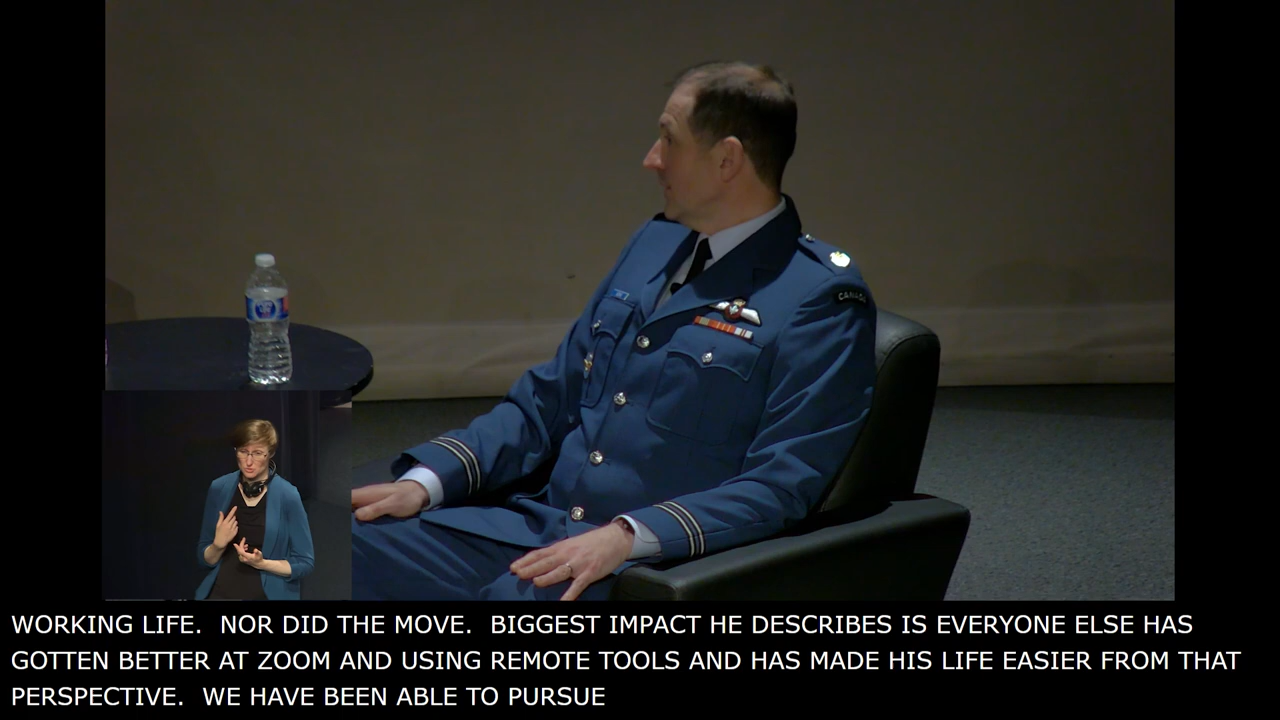 CANADA
WORKING LIFE.  NOR DID THE MOVE.  BIGGEST IMPACT HE DESCRIBES IS EVERYONE ELSE HAS
GOTTEN BETTER AT ZOOM AND USING REMOTE TOOLS AND HAS MADE HIS LIFE EASIER FROM THAT
PERSPECTIVE.  WE HAVE BEEN ABLE TO PURSUE